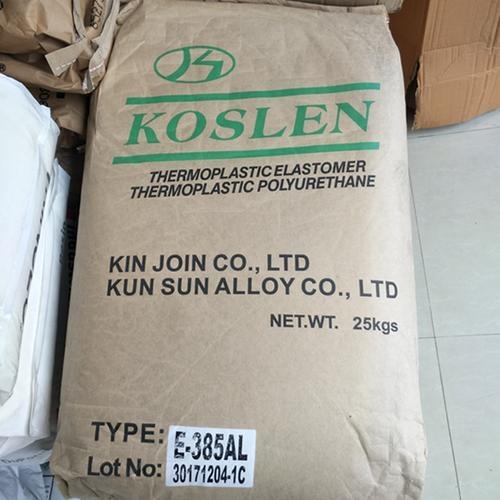 KOSLEN
THERMOPLASTIC ELASTOMER
THERMOPLASTIC POLYURETHANE
KIN JOIN CO., LTD
KUN SUN ALLOY CO., LTD
NET.WT. 25kgs
TYPE: E-385AL
Lot No: 30171204-1C